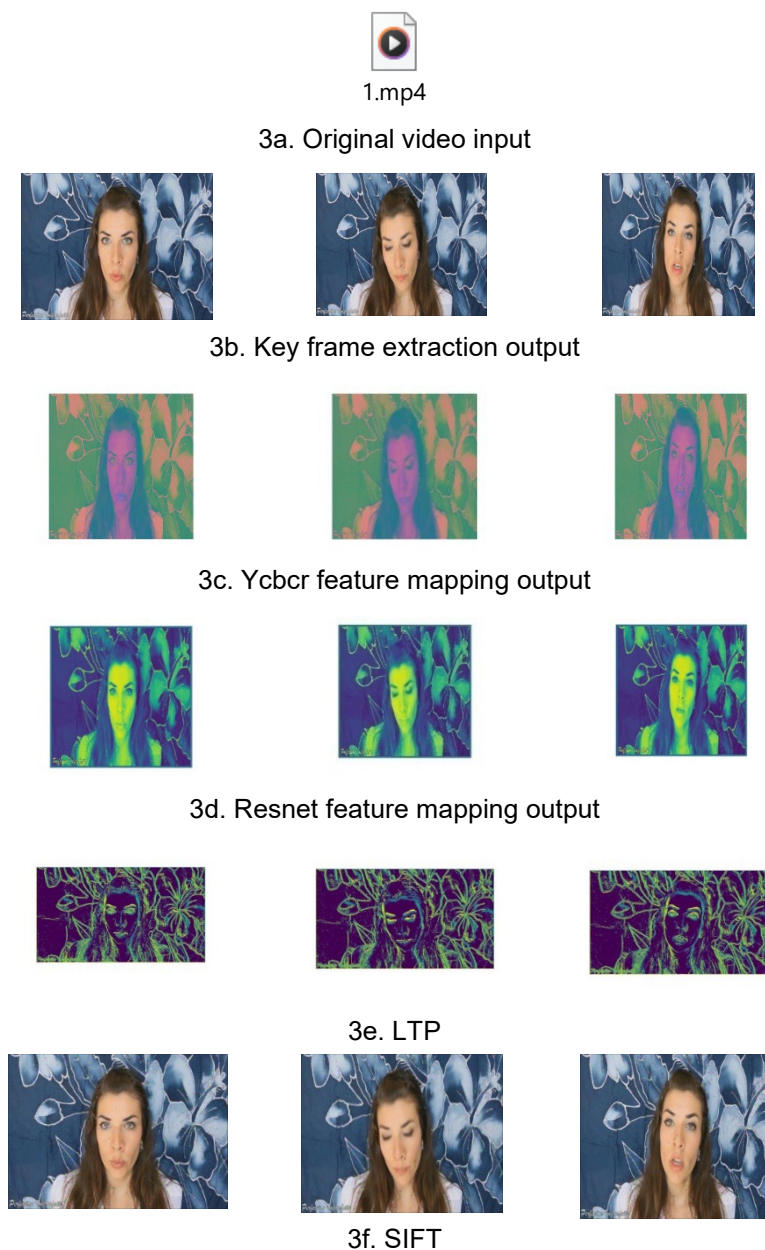 1.mp4
3a. Original video input
3b. Key frame extraction output
3c. Ycbcr feature mapping output
3d. Resnet feature mapping output
3e. LTP
3f. SIFT